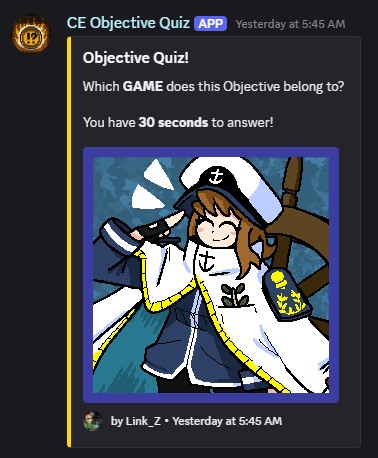 CE Objective Quiz APP Yesterday at 5:45 AM
Objective Quiz!
Which GAME does this Objective belong to?
You have 30 seconds to answer!
by Link_Z • Yesterday at 5:45 AM